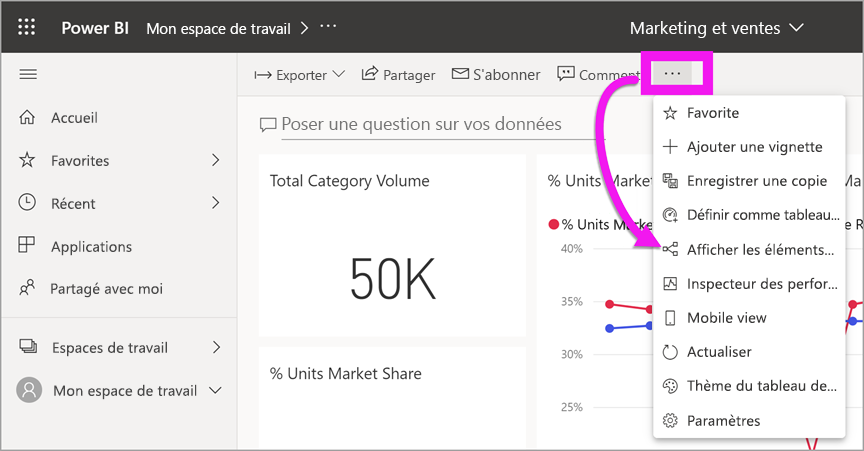 Power BI Mon espace de travail > ... Marketing et ventes
Exporter Partager S'abonner Comment ...
Accueil
Favorites
Récent
Applications
Partagé avec moi
Espaces de travail
Mon espace de travail
Poser une question sur vos données
Total Category Volume
50K
% Units Market Share
% Units Market
% Units Market
40%
35%
30%
25%
Favorite
Ajouter une vignette
Enregistrer une copie
Définir comme tableau...
Afficher les éléments...
Inspecteur des perfor...
Mobile view
Actualiser
Thème du tableau de...
Paramètres